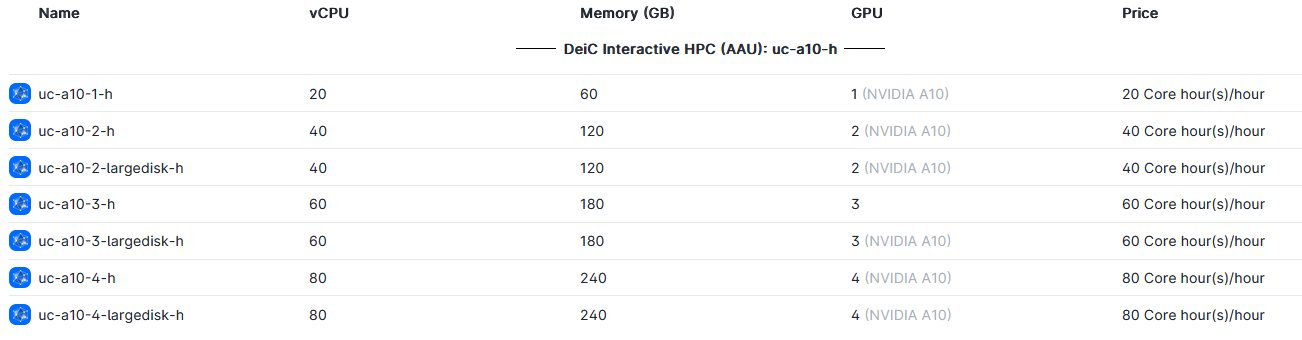 Name vCPU Memory (GB) GPU Price
DeiC Interactive HPC (AAU): uc-a10-h
uc-a10-1-h 20 60 1 (NVIDIA A10) 20 Core hour(s)/hour
uc-a10-2-h 40 120 2 (NVIDIA A10) 40 Core hour(s)/hour
uc-a10-2-largedisk-h 40 120 2 (NVIDIA A10) 40 Core hour(s)/hour
uc-a10-3-h 60 180 3 60 Core hour(s)/hour
uc-a10-3-largedisk-h 60 180 3 (NVIDIA A10) 60 Core hour(s)/hour
uc-a10-4-h 80 240 4 (NVIDIA A10) 80 Core hour(s)/hour
uc-a10-4-largedisk-h 80 240 4 (NVIDIA A10) 80 Core hour(s)/hour